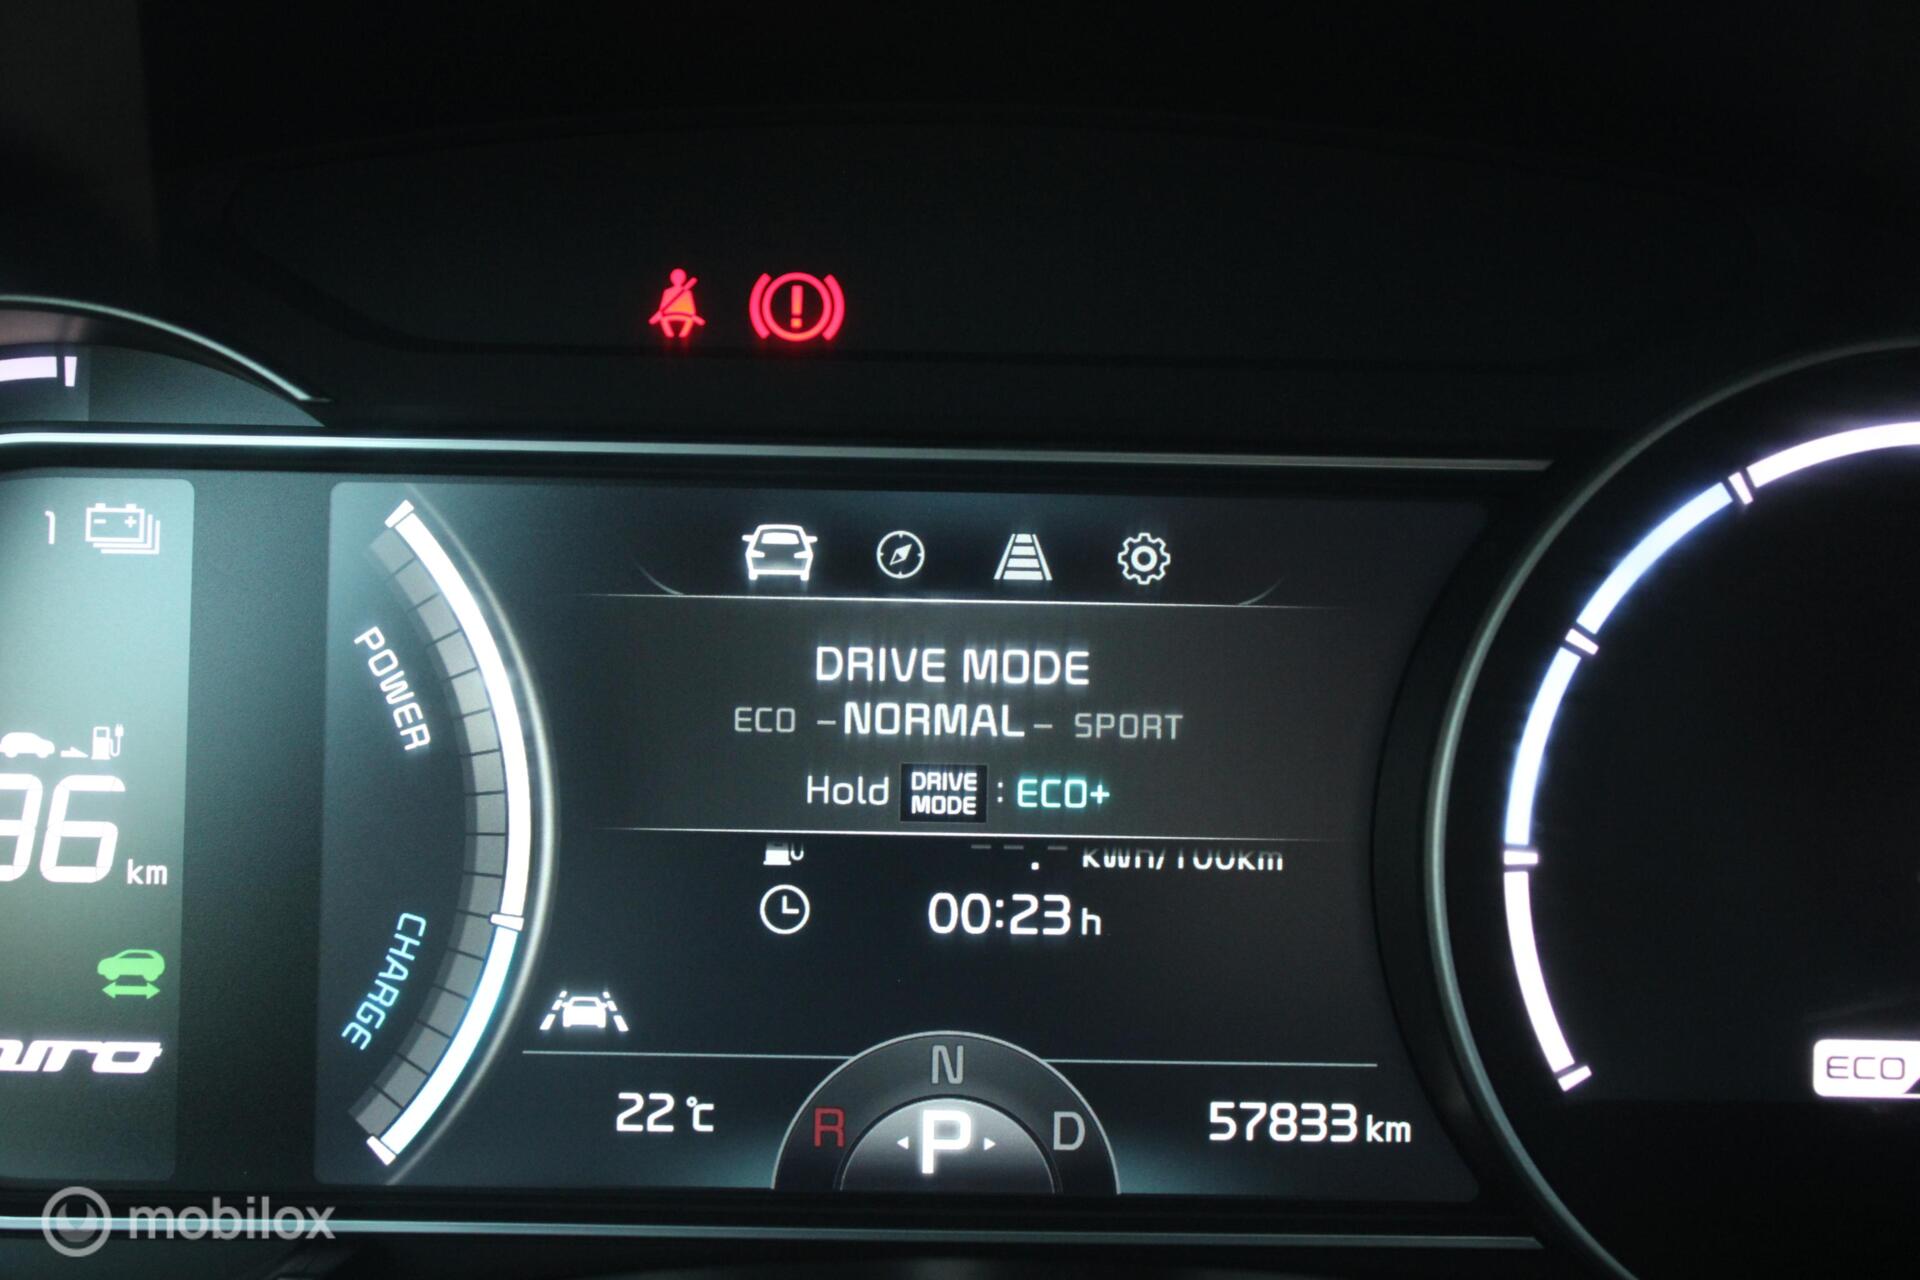 1
POWER
CHARGE
36 km
DRIVE MODE
ECO - NORMAL - SPORT
Hold DRIVE MODE : ECO+
--.- kWh/100km
00:23 h
22 °C
R N P D
57833 km
ECO
mobilox